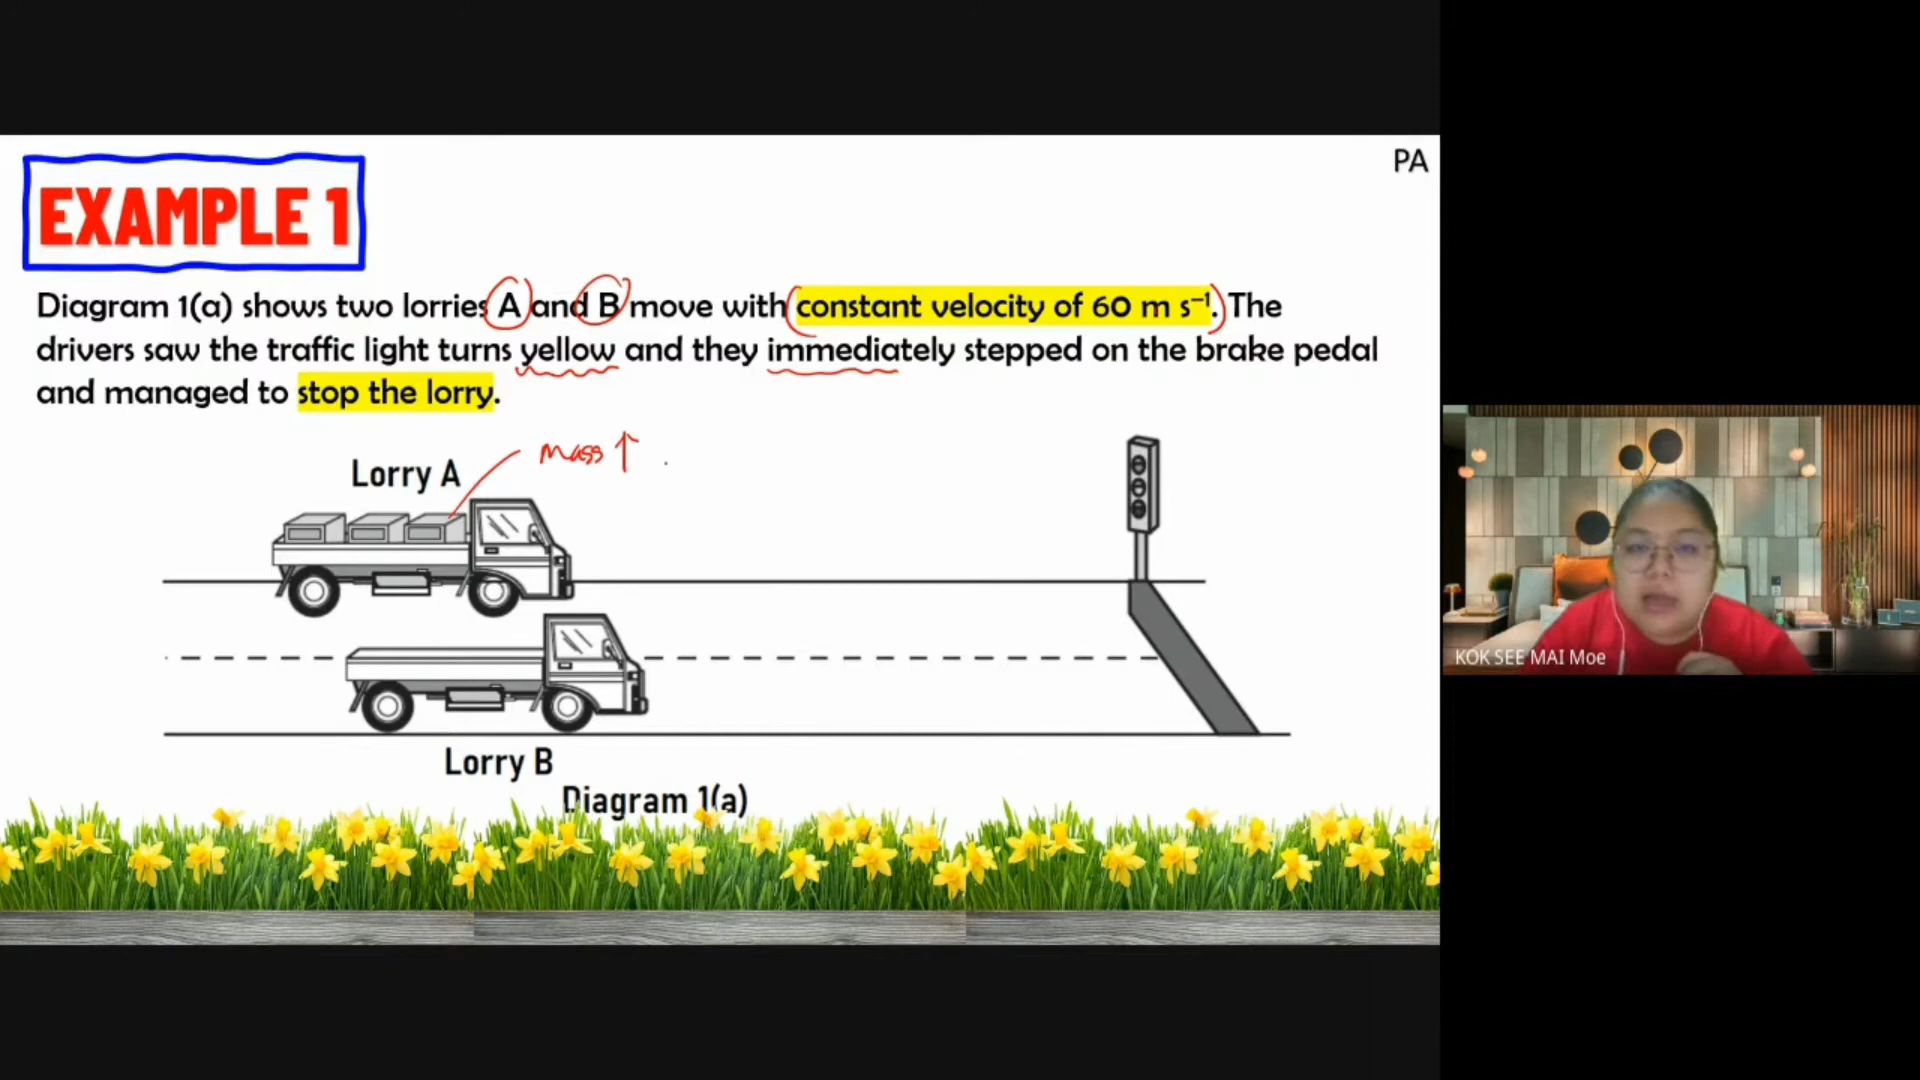 PA
EXAMPLE 1
Diagram 1(a) shows two lorries A and B move with constant velocity of 60 m s⁻¹. The
drivers saw the traffic light turns yellow and they immediately stepped on the brake pedal
and managed to stop the lorry.
mass ↑
Lorry A
Lorry B
Diagram 1(a)
KOK SEE MAI Moe